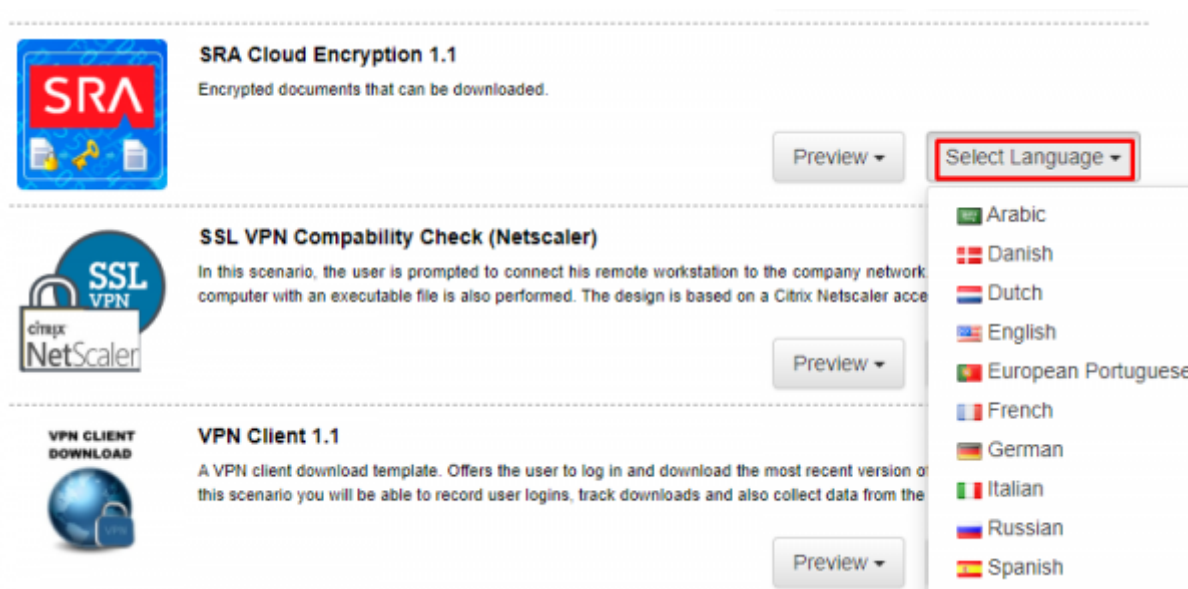 SRA Cloud Encryption 1.1
Encrypted documents that can be downloaded.
SRA
Preview
Select Language
Arabic
Danish
Dutch
English
European Portuguese
French
German
Italian
Russian
Spanish
SSL VPN Compability Check (Netscaler)
In this scenario, the user is prompted to connect his remote workstation to the company network
computer with an executable file is also performed. The design is based on a Citrix Netscaler acce
SSL
VPN
citrix
NetScaler
Preview
VPN CLIENT
DOWNLOAD
VPN
VPN Client 1.1
A VPN client download template. Offers the user to log in and download the most recent version o
this scenario you will be able to record user logins, track downloads and also collect data from the
Preview